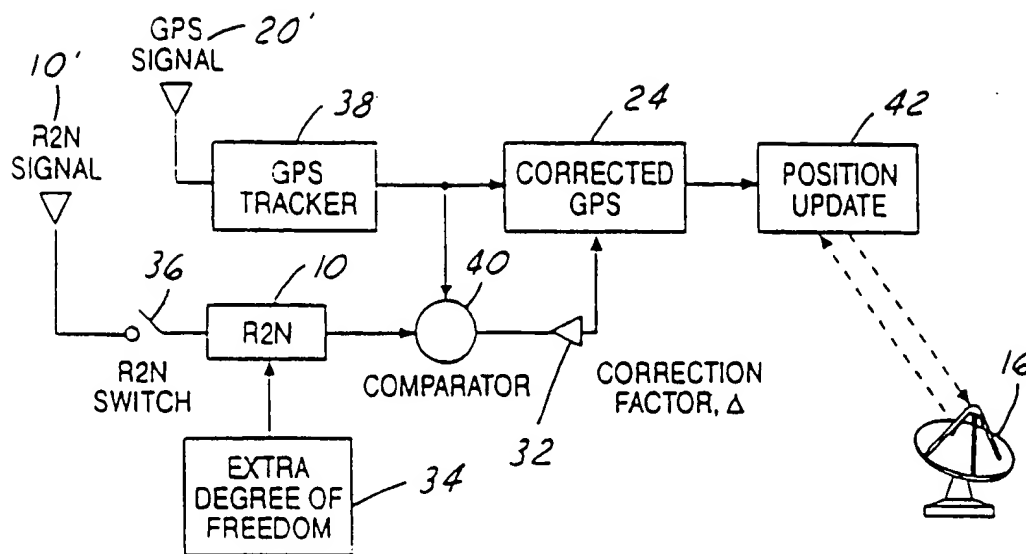 GPS
SIGNAL
20'
10'
R2N
SIGNAL
38
GPS
TRACKER
24
CORRECTED
GPS
42
POSITION
UPDATE
36
10
R2N
40
R2N
SWITCH
COMPARATOR
32
CORRECTION
FACTOR, Δ
16
EXTRA
DEGREE OF
FREEDOM
34